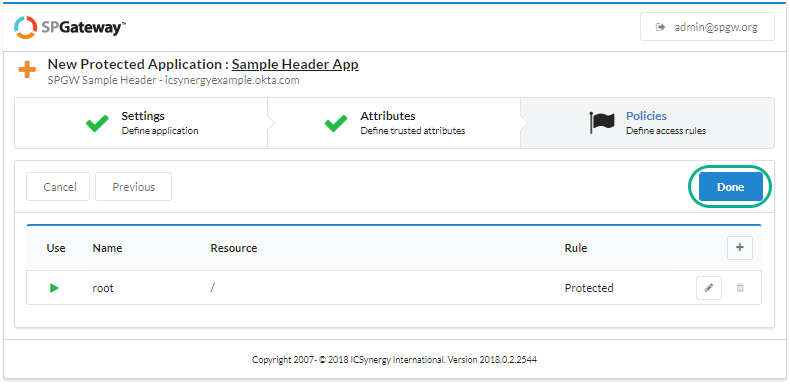 SPGateway™
admin@spgw.org
New Protected Application : Sample Header App
SPGW Sample Header - icsynergyexample.okta.com
Settings
Define application
Attributes
Define trusted attributes
Policies
Define access rules
Cancel
Previous
Done
Use Name Resource Rule +
root / Protected
Copyright 2007- © 2018 ICSynergy International. Version 2018.0.2.2544